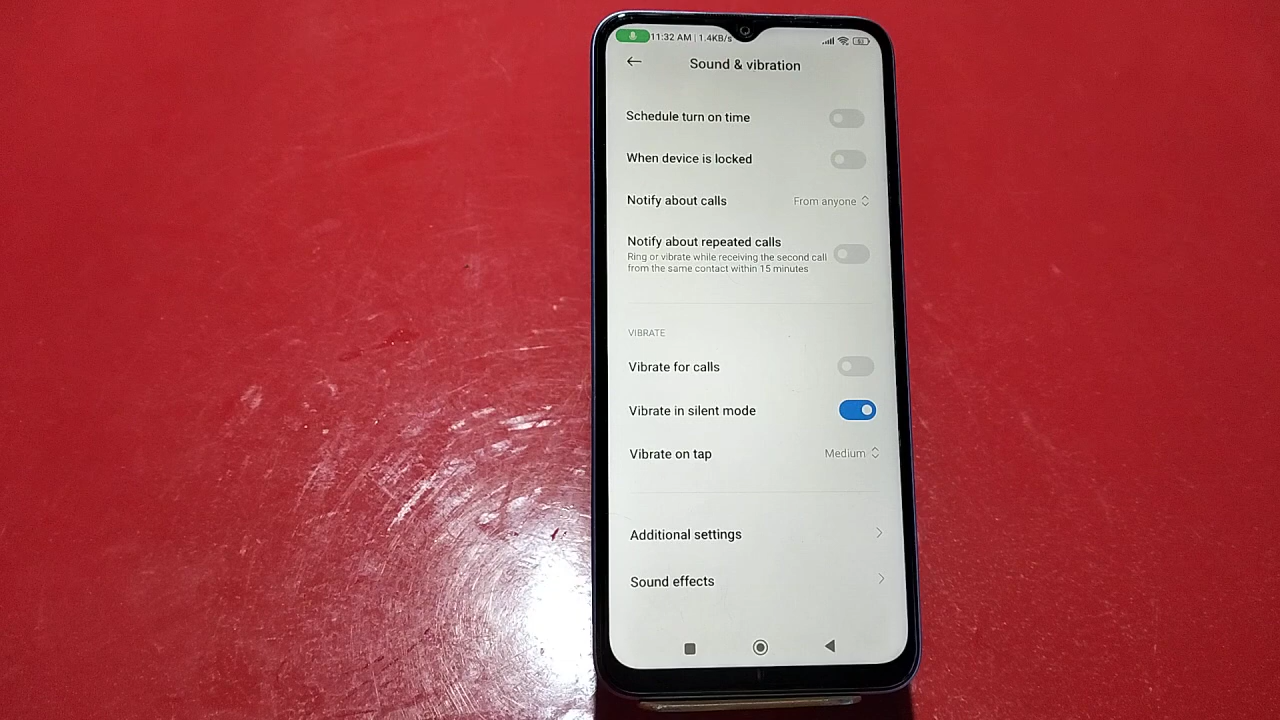 11:32 AM | 1.4KB/s
Sound & vibration
Schedule turn on time
When device is locked
Notify about calls From anyone
Notify about repeated calls
Ring or vibrate while receiving the second call
from the same contact within 15 minutes
VIBRATE
Vibrate for calls
Vibrate in silent mode
Vibrate on tap Medium
Additional settings
Sound effects